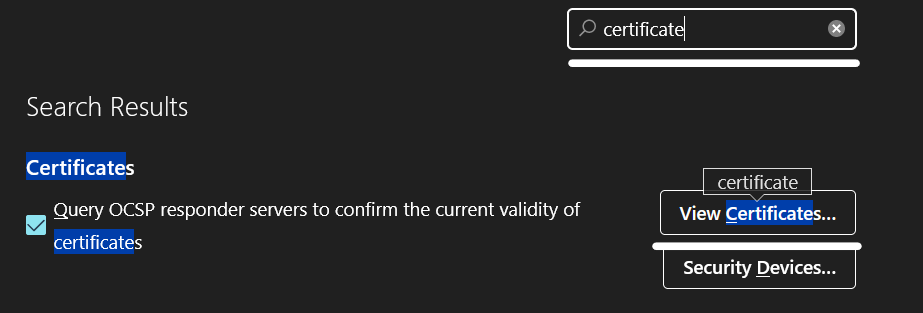 certificate
Search Results
Certificates
Query OCSP responder servers to confirm the current validity of
certificates
certificate
View Certificates...
Security Devices...